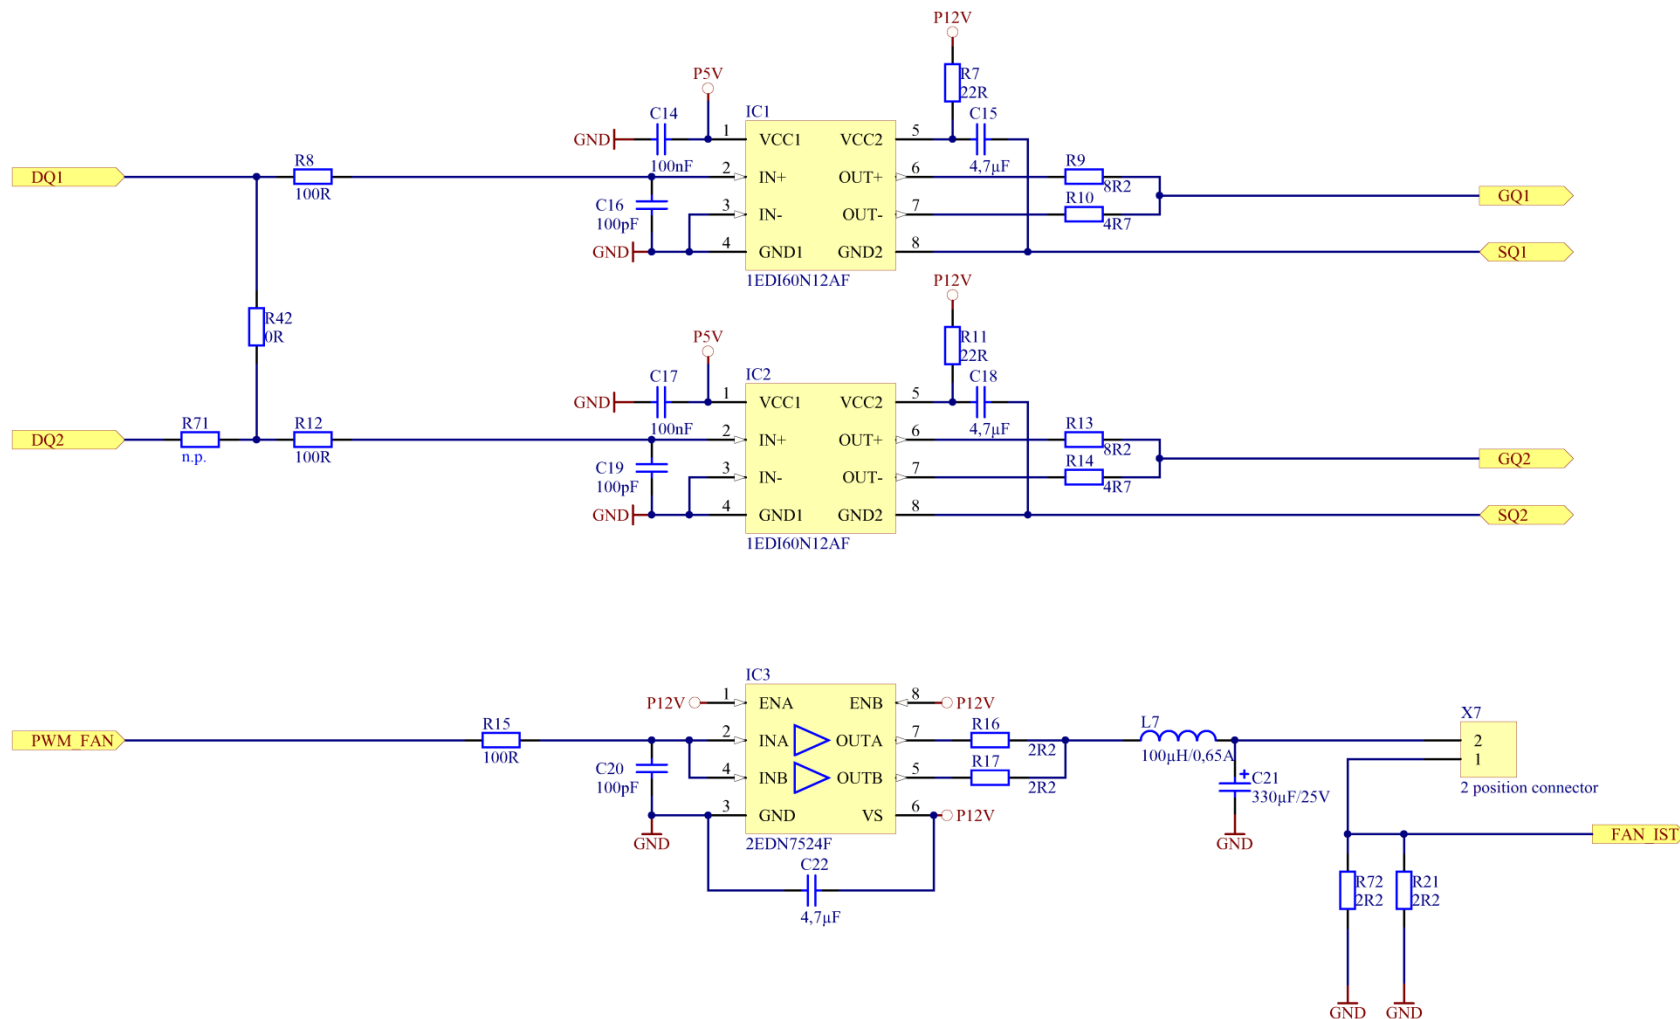 P12V
R7
22R
P5V
C14
100nF
GND
IC1
C15
4,7µF
1 VCC1 VCC2 5
DQ1
R8
100R
2 IN+ OUT+ 6
R9
8R2
C16
100pF
3 IN- OUT- 7
R10
4R7
GQ1
GND
4 GND1 GND2 8
SQ1
1EDI60N12AF
P12V
R42
0R
R11
22R
P5V
C17
100nF
GND
IC2
C18
4,7µF
1 VCC1 VCC2 5
DQ2
R71
n.p.
R12
100R
2 IN+ OUT+ 6
R13
8R2
C19
100pF
3 IN- OUT- 7
R14
4R7
GQ2
GND
4 GND1 GND2 8
SQ2
1EDI60N12AF
IC3
P12V 1 ENA ENB 8 P12V
PWM_FAN
R15
100R
2 INA OUTA 7
R16
2R2
L7
100µH/0,65A
X7
2
1
2 position connector
C20
100pF
4 INB OUTB 5
R17
2R2
C21
330µF/25V
+
3 GND VS 6 P12V
GND
2EDN7524F
GND
C22
4,7µF
FAN_IST
R72
2R2
R21
2R2
GND
GND